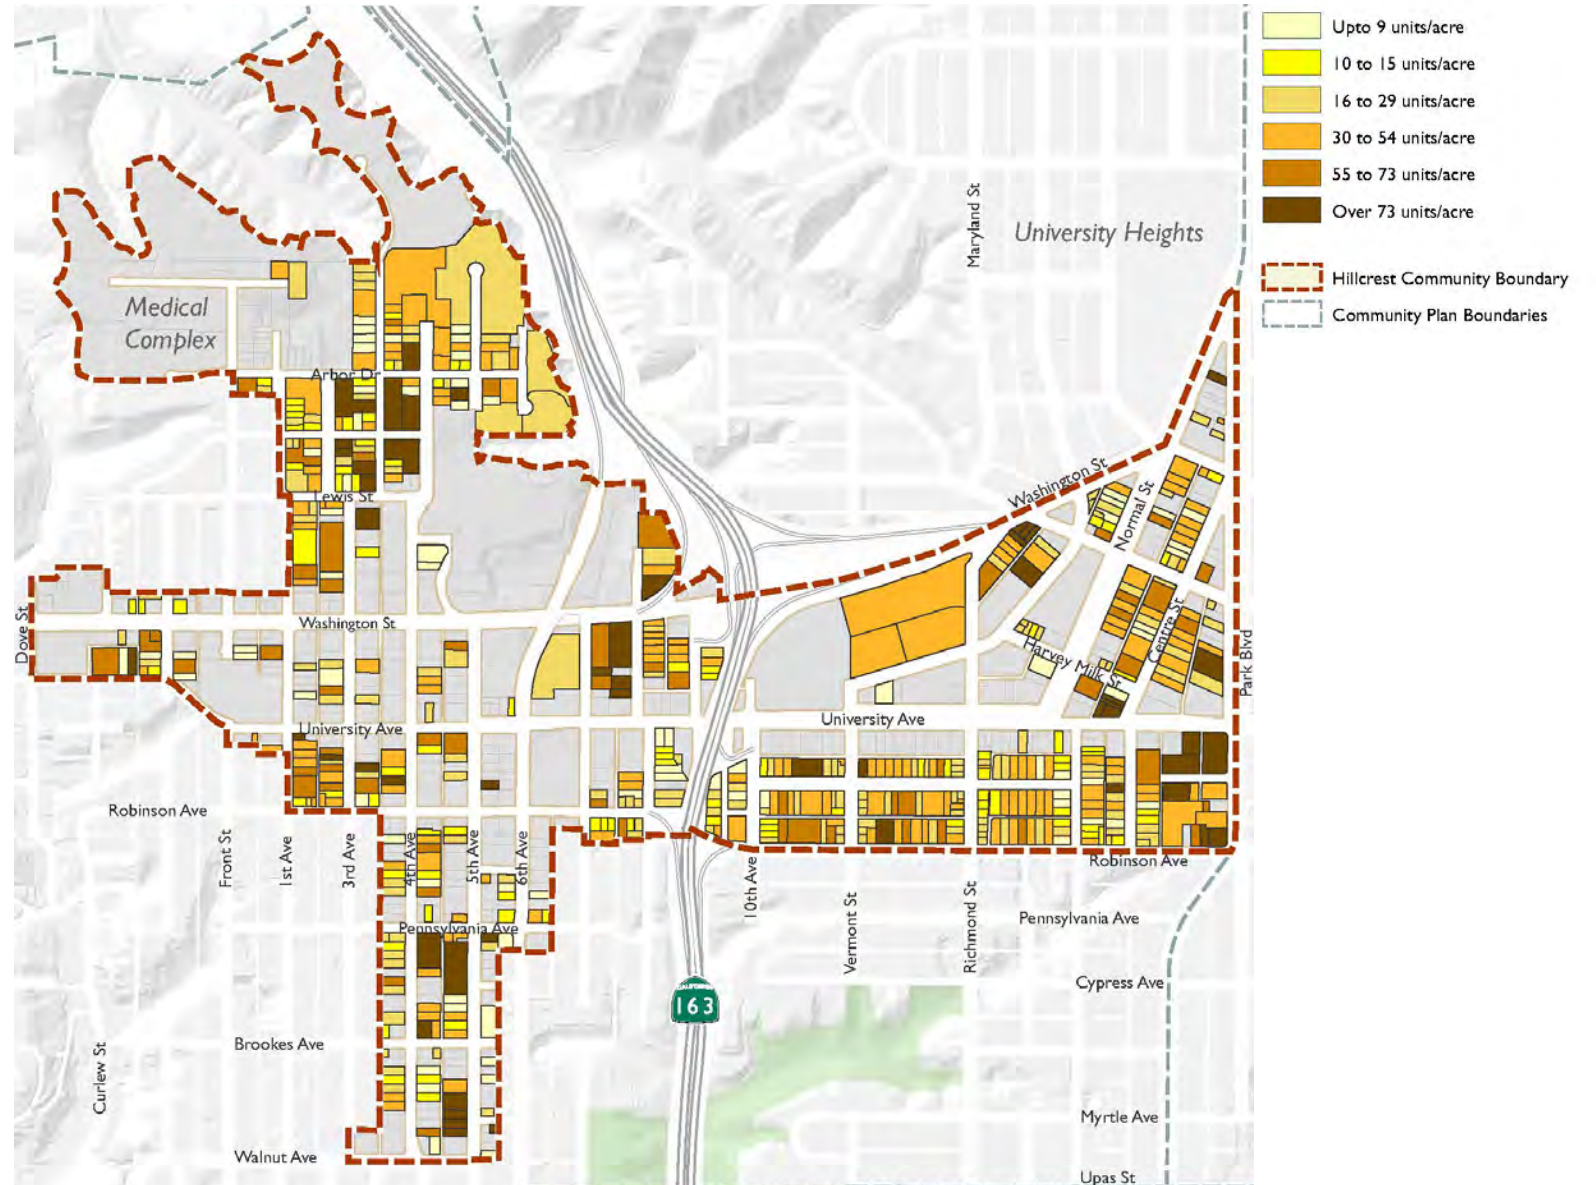 Upto 9 units/acre
10 to 15 units/acre
16 to 29 units/acre
30 to 54 units/acre
55 to 73 units/acre
Over 73 units/acre
Hillcrest Community Boundary
Community Plan Boundaries
Maryland St
University Heights
Medical
Complex
Arbor Dr
Lewis St
Washington St
Normal St
Dove St
Washington St
Centre St
Harvey Milk St
Park Blvd
University Ave
University Ave
Robinson Ave
Front St
1st Ave
3rd Ave
4th Ave
5th Ave
6th Ave
10th Ave
Robinson Ave
Vermont St
Richmond St
Pennsylvania Ave
Pennsylvania Ave
Cypress Ave
CALIFORNIA
163
Brookes Ave
Curlew St
Myrtle Ave
Walnut Ave
Upas St